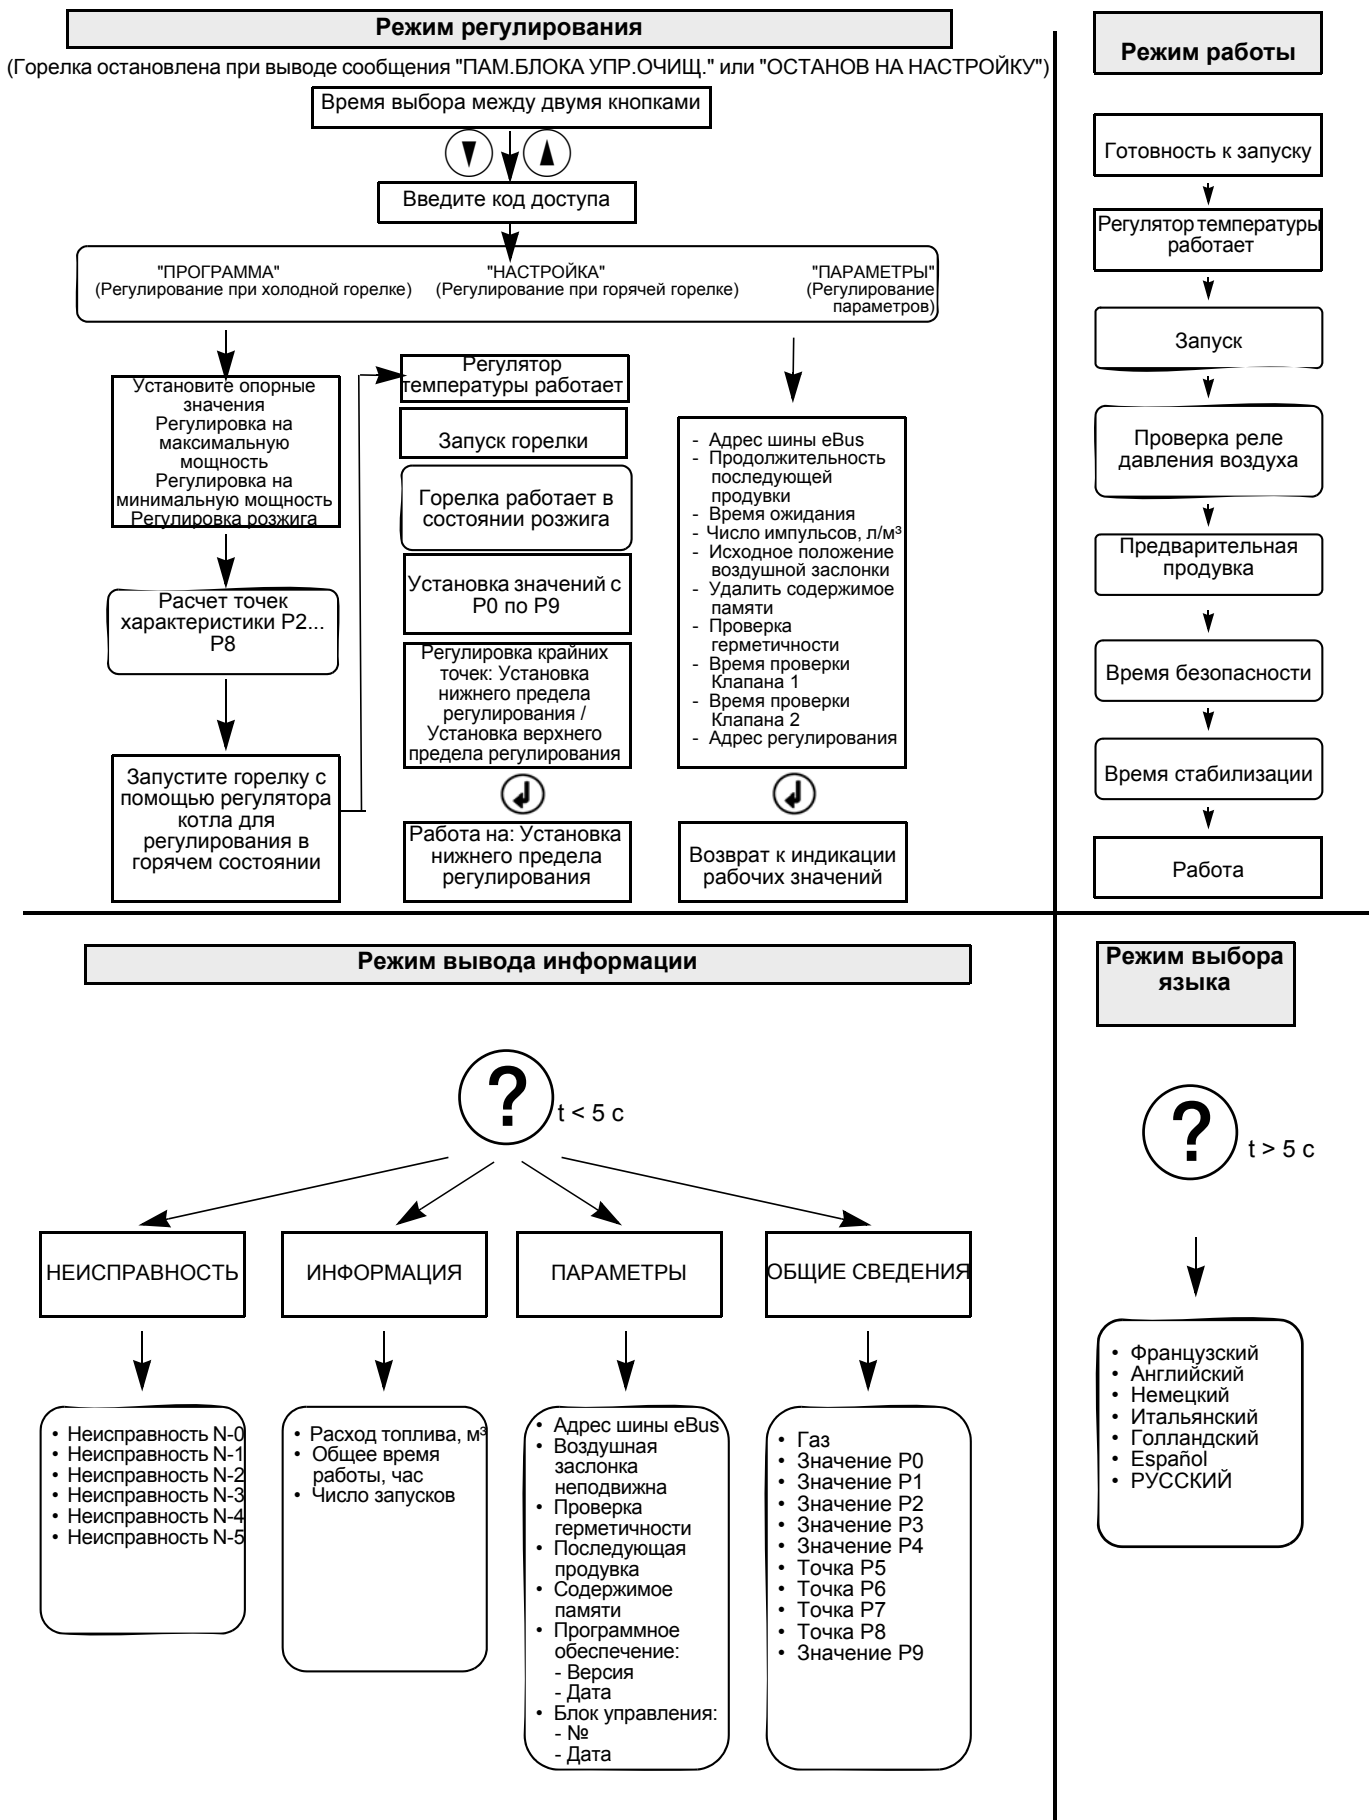 Режим регулирования
(Горелка остановлена при выводе сообщения "ПАМ.БЛОКА УПР.ОЧИЩ." или "ОСТАНОВ НА НАСТРОЙКУ")
Время выбора между двумя кнопками
Введите код доступа
"ПРОГРАММА"
(Регулирование при холодной горелке)
"НАСТРОЙКА"
(Регулирование при горячей горелке)
"ПАРАМЕТРЫ"
(Регулирование
параметров)
Установите опорные
значения
Регулировка на
максимальную
мощность
Регулировка на
минимальную мощность
Регулировка розжига
Расчет точек
характеристики P2...
P8
Запустите горелку с
помощью регулятора
котла для
регулирования в
горячем состоянии
Регулятор
температуры работает
Запуск горелки
Горелка работает в
состоянии розжига
Установка значений с
P0 по P9
Регулировка крайних
точек: Установка
нижнего предела
регулирования /
Установка верхнего
предела регулирования
Работа на: Установка
нижнего предела
регулирования
- Адрес шины eBus
- Продолжительность
последующей
продувки
- Время ожидания
- Число импульсов, л/м³
- Исходное положение
воздушной заслонки
- Удалить содержимое
памяти
- Проверка
герметичности
- Время проверки
Клапана 1
- Время проверки
Клапана 2
- Адрес регулирования
Возврат к индикации
рабочих значений
Режим работы
Готовность к запуску
Регулятор температуры
работает
Запуск
Проверка реле
давления воздуха
Предварительная
продувка
Время безопасности
Время стабилизации
Работа
Режим вывода информации
?
t < 5 с
НЕИСПРАВНОСТЬ
ИНФОРМАЦИЯ
ПАРАМЕТРЫ
ОБЩИЕ СВЕДЕНИЯ
• Неисправность N-0
• Неисправность N-1
• Неисправность N-2
• Неисправность N-3
• Неисправность N-4
• Неисправность N-5
• Расход топлива, м³
• Общее время
работы, час
• Число запусков
• Адрес шины eBus
• Воздушная
заслонка
неподвижна
• Проверка
герметичности
• Последующая
продувка
• Содержимое
памяти
• Программное
обеспечение:
- Версия
- Дата
• Блок управления:
- №
- Дата
• Газ
• Значение P0
• Значение P1
• Значение P2
• Значение P3
• Значение P4
• Точка P5
• Точка P6
• Точка P7
• Точка P8
• Значение P9
Режим выбора
языка
?
t > 5 с
• Французский
• Английский
• Немецкий
• Итальянский
• Голландский
• Español
• РУССКИЙ